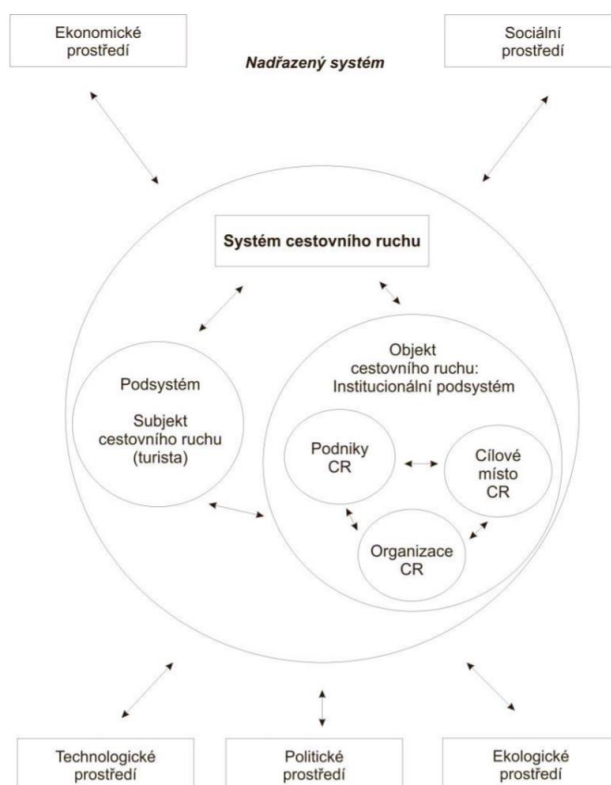 Ekonomické
prostředí
Sociální
prostředí
Nadřazený systém
Systém cestovního ruchu
Podsystém
Subjekt
cestovního ruchu
(turista)
Objekt
cestovního ruchu:
Institucionální podsystém
Podniky
CR
Cílové
místo
CR
Organizace
CR
Technologické
prostředí
Politické
prostředí
Ekologické
prostředí